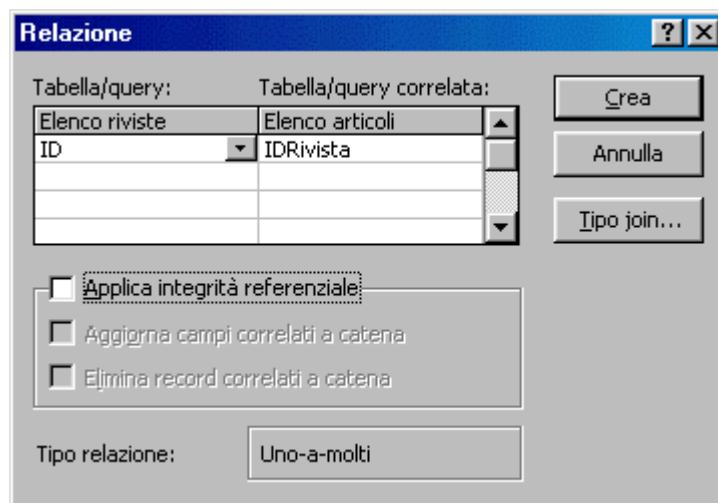 Relazione
Tabella/query: Tabella/query correlata:
Elenco riviste Elenco articoli
ID IDRivista
Crea
Annulla
Tipo join...
Applica integrità referenziale
Aggiorna campi correlati a catena
Elimina record correlati a catena
Tipo relazione: Uno-a-molti